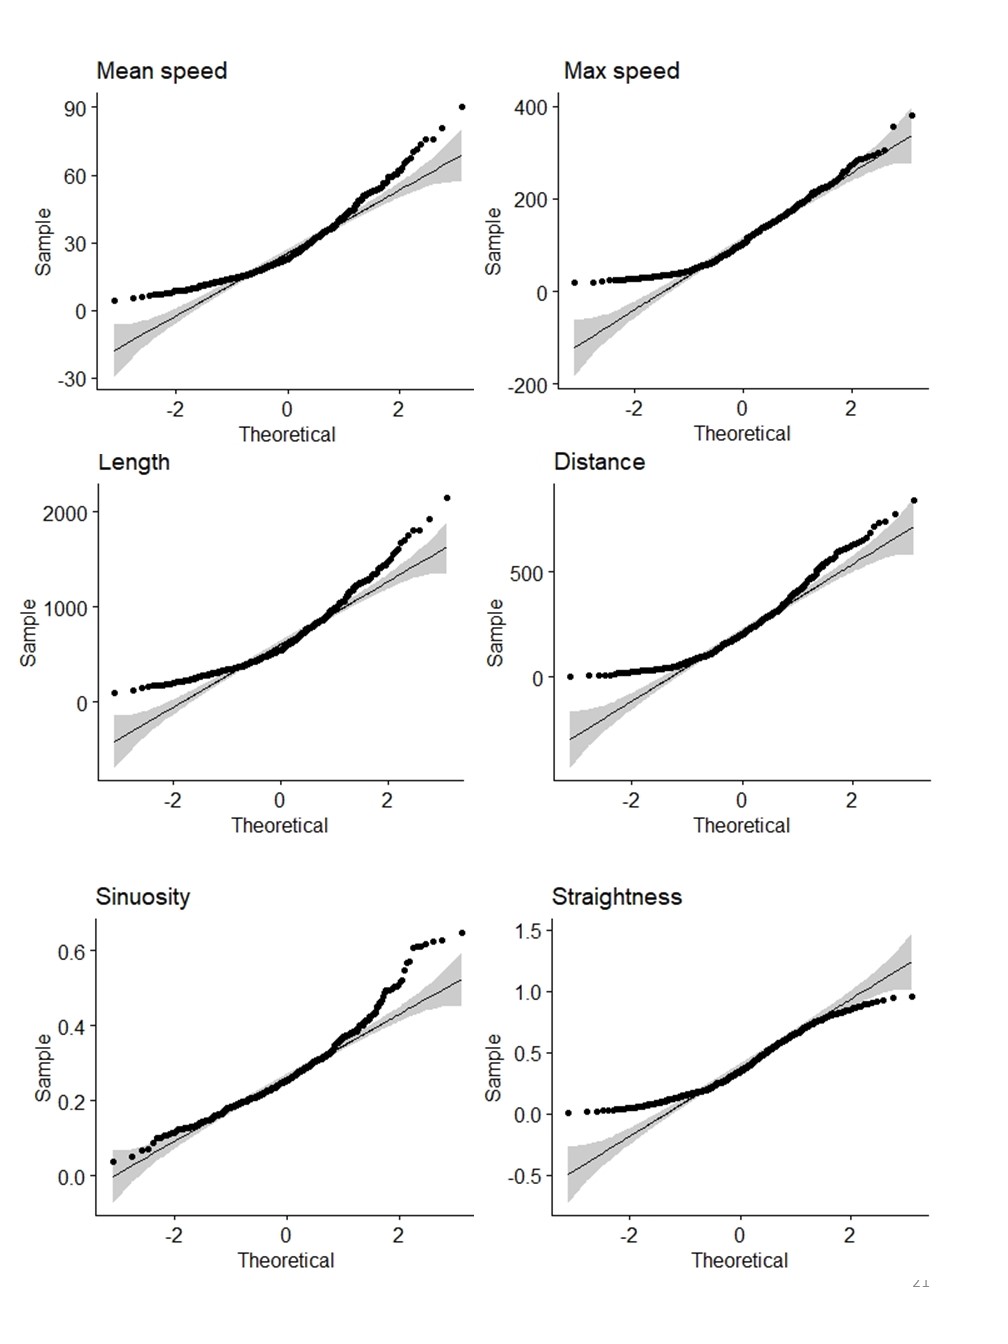 Mean speed
90
60
30
0
-30
Sample
-2 0 2
Theoretical
Max speed
400
200
0
-200
Sample
-2 0 2
Theoretical
Length
2000
1000
0
Sample
-2 0 2
Theoretical
Distance
500
0
Sample
-2 0 2
Theoretical
Sinuosity
0.6
0.4
0.2
0.0
Sample
-2 0 2
Theoretical
Straightness
1.5
1.0
0.5
0.0
-0.5
Sample
-2 0 2
Theoretical
21